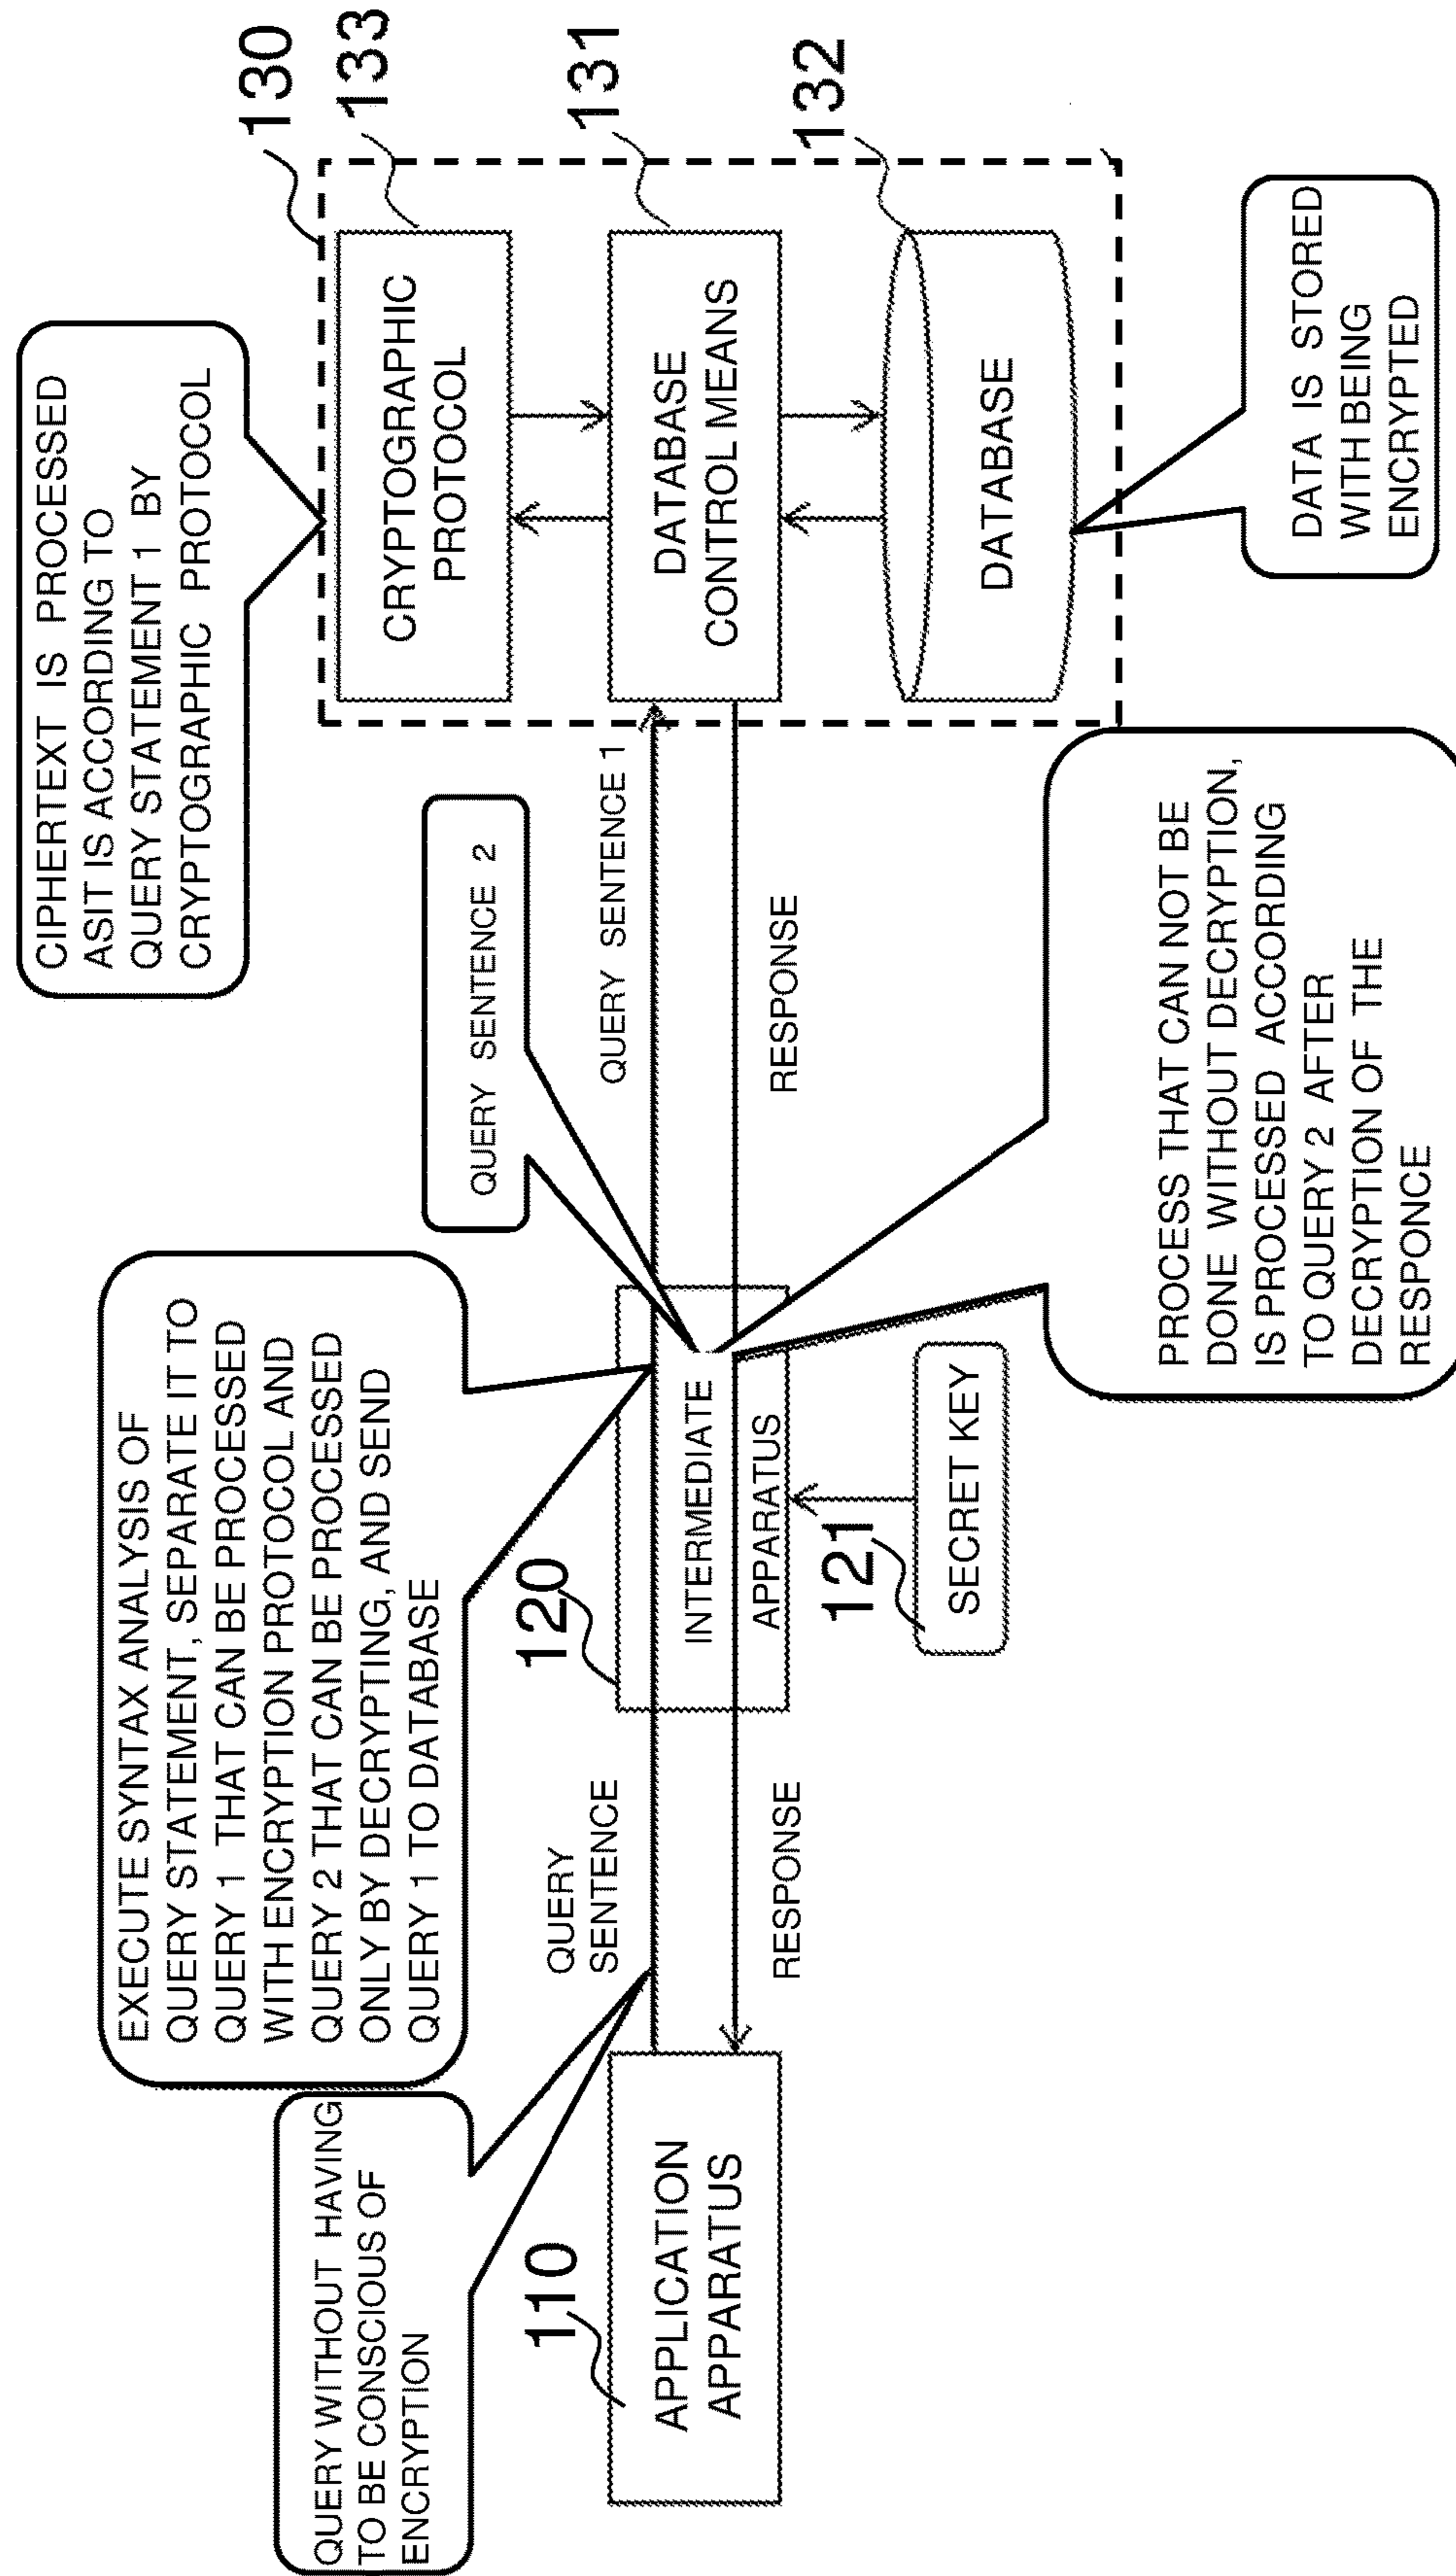 QUERY WITHOUT HAVING
TO BE CONSCIOUS OF
ENCRYPTION
110
APPLICATION
APPARATUS
EXECUTE SYNTAX ANALYSIS OF
QUERY STATEMENT, SEPARATE IT TO
QUERY 1 THAT CAN BE PROCESSED
WITH ENCRYPTION PROTOCOL AND
QUERY 2 THAT CAN BE PROCESSED
ONLY BY DECRYPTING, AND SEND
QUERY 1 TO DATABASE
QUERY
SENTENCE
RESPONSE
120
INTERMEDIATE
APPARATUS
121
SECRET KEY
QUERY SENTENCE 2
QUERY SENTENCE 1
RESPONSE
PROCESS THAT CAN NOT BE
DONE WITHOUT DECRYPTION,
IS PROCESSED ACCORDING
TO QUERY 2 AFTER
DECRYPTION OF THE
RESPONCE
CIPHERTEXT IS PROCESSED
ASIT IS ACCORDING TO
QUERY STATEMENT 1 BY
CRYPTOGRAPHIC PROTOCOL
130
133
CRYPTOGRAPHIC
PROTOCOL
131
DATABASE
CONTROL MEANS
132
DATABASE
DATA IS STORED
WITH BEING
ENCRYPTED